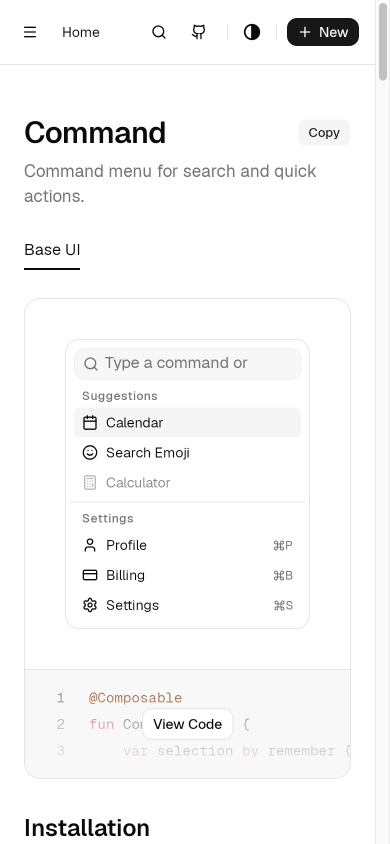 Home
New
Command
Copy
Command menu for search and quick
actions.
Base UI
Type a command or
Suggestions
Calendar
Search Emoji
Calculator
Settings
Profile ⌘P
Billing ⌘B
Settings ⌘S
1 @Composable
2 fun {
View Code
3 var selection by remember {
Installation